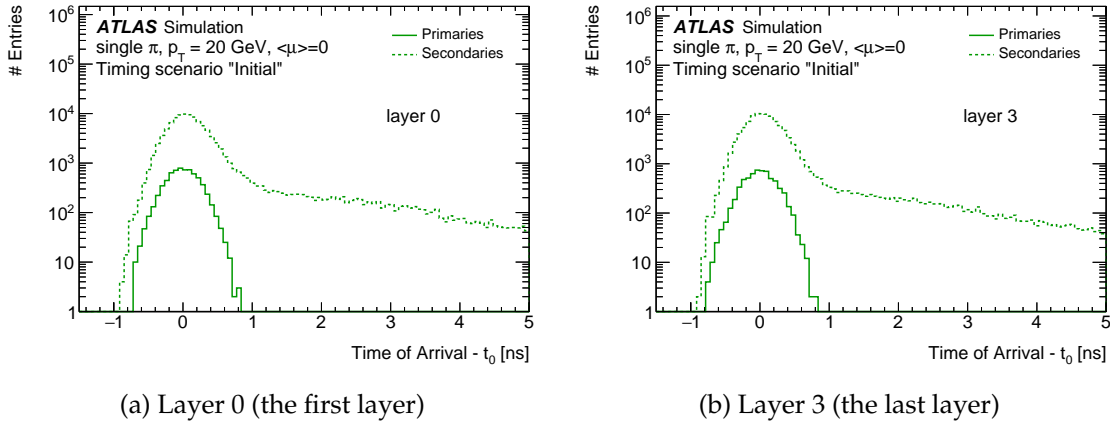 # Entries
ATLAS Simulation
single π, p_T = 20 GeV, <μ>=0
Timing scenario "Initial"
Primaries
Secondaries
layer 0
10^6
10^5
10^4
10^3
10^2
10
1
−1 0 1 2 3 4 5
Time of Arrival - t_0 [ns]
(a) Layer 0 (the first layer)
# Entries
ATLAS Simulation
single π, p_T = 20 GeV, <μ>=0
Timing scenario "Initial"
Primaries
Secondaries
layer 3
10^6
10^5
10^4
10^3
10^2
10
1
−1 0 1 2 3 4 5
Time of Arrival - t_0 [ns]
(b) Layer 3 (the last layer)